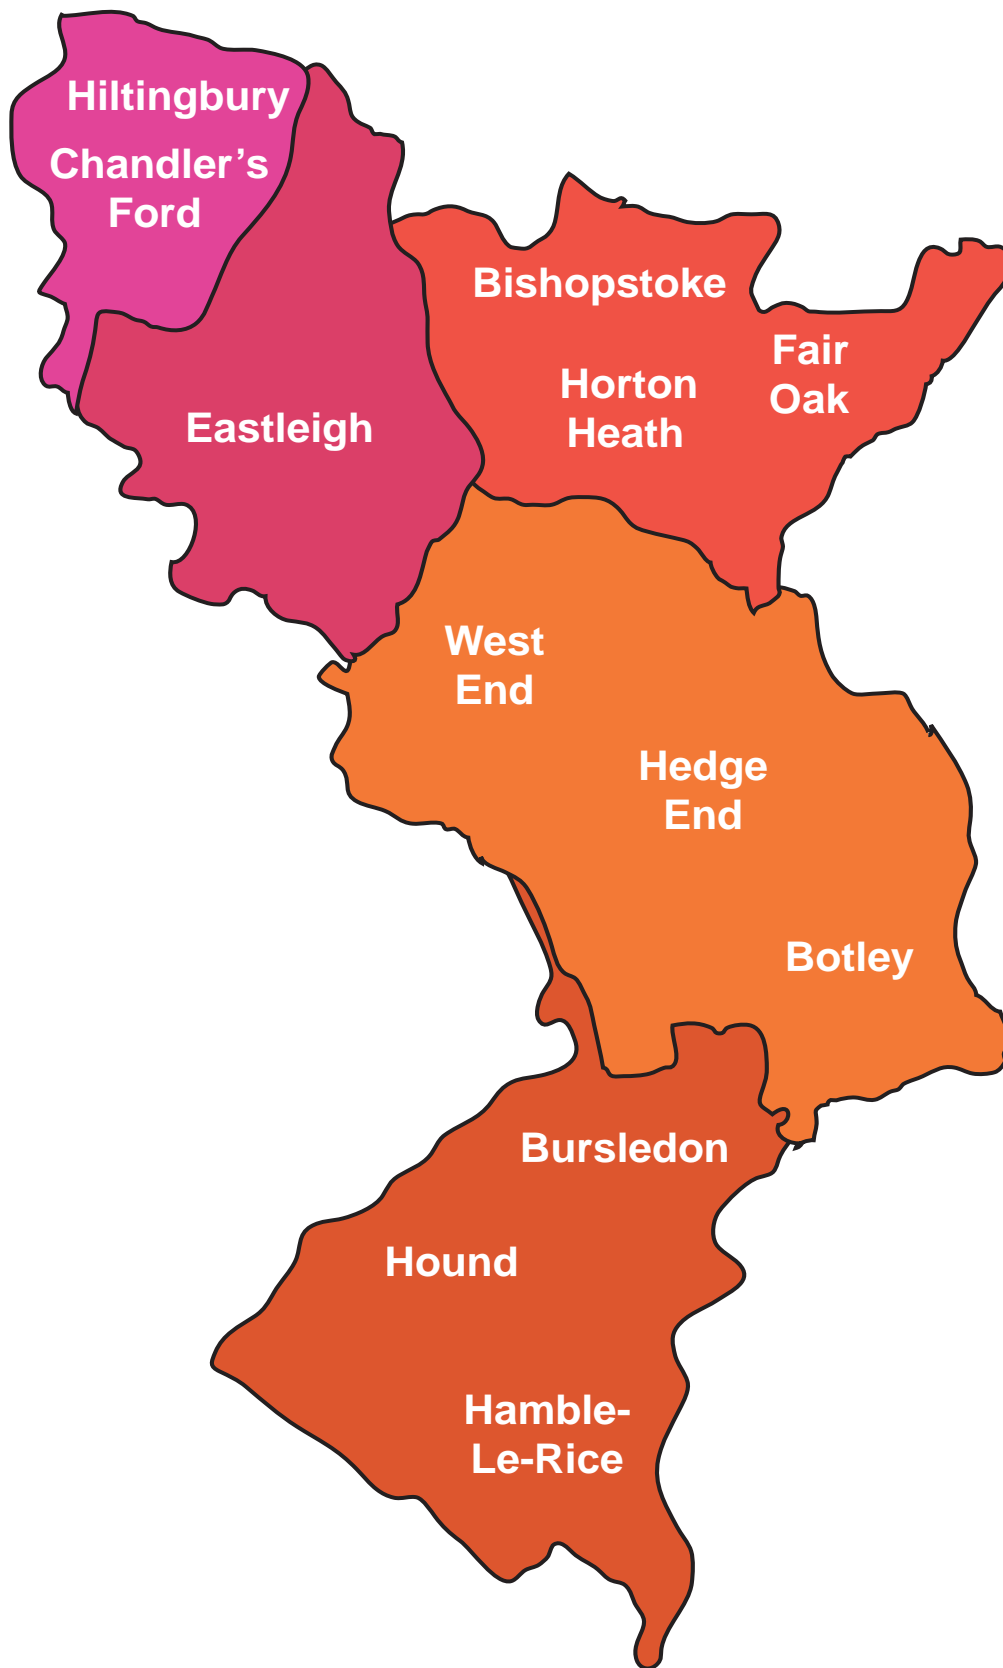 Hiltingbury
Chandler’s
Ford
Bishopstoke
Fair
Oak
Horton
Heath
Eastleigh
West
End
Hedge
End
Botley
Bursledon
Hound
Hamble-
Le-Rice